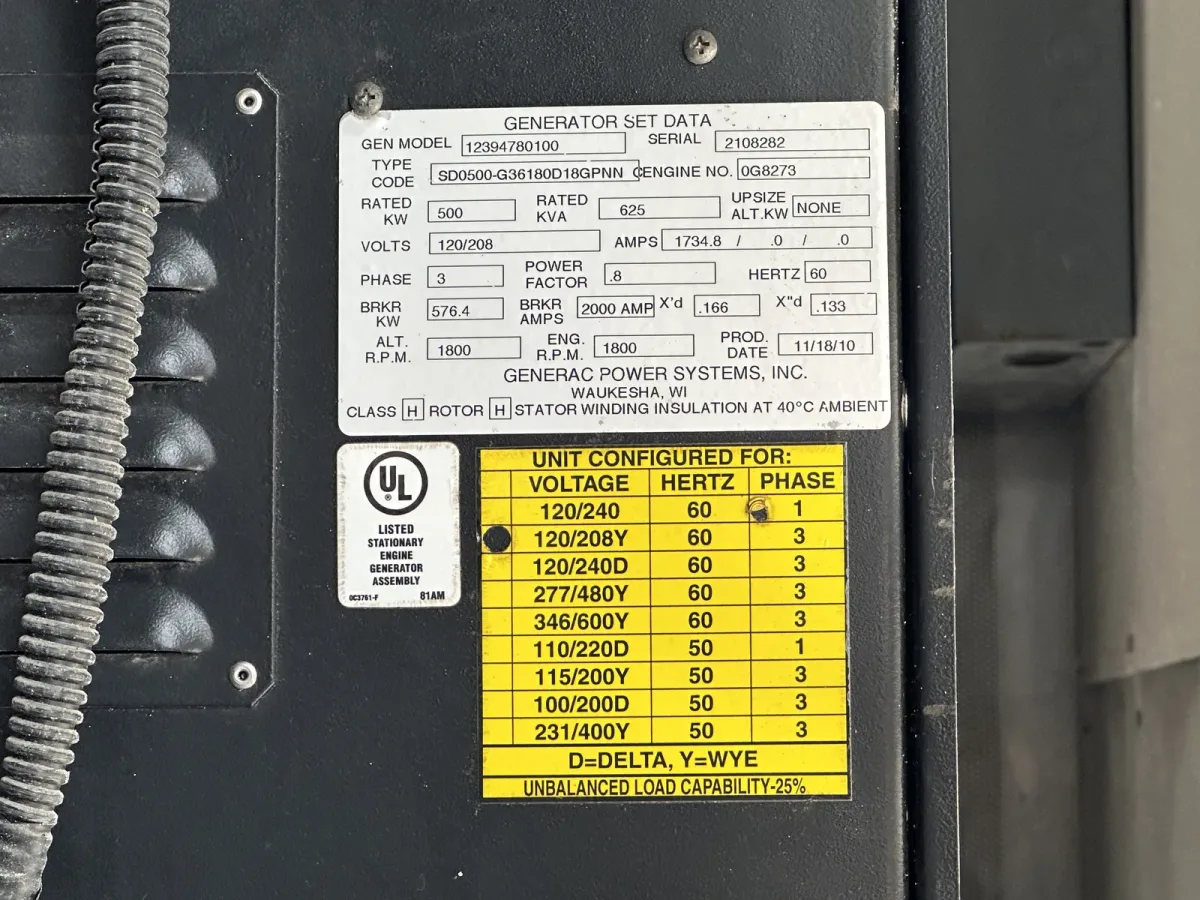 GENERATOR SET DATA
GEN MODEL 12394780100 SERIAL 2108282
TYPE CODE SD0500-G36180D18GPNN C ENGINE NO. 0G8273
RATED KW 500 RATED KVA 625 UPSIZE ALT.KW NONE
VOLTS 120/208 AMPS 1734.8 / .0 / .0
PHASE 3 POWER FACTOR .8 HERTZ 60
BRKR KW 576.4 BRKR AMPS 2000 AMP X'd .166 X"d .133
ALT. R.P.M. 1800 ENG. R.P.M. 1800 PROD. DATE 11/18/10
GENERAC POWER SYSTEMS, INC.
WAUKESHA, WI
CLASS H ROTOR H STATOR WINDING INSULATION AT 40°C AMBIENT
UL
®
LISTED
STATIONARY
ENGINE
GENERATOR
ASSEMBLY
0C3761-F 81AM
UNIT CONFIGURED FOR:
VOLTAGE HERTZ PHASE
120/240 60 1
120/208Y 60 3
120/240D 60 3
277/480Y 60 3
346/600Y 60 3
110/220D 50 1
115/200Y 50 3
100/200D 50 3
231/400Y 50 3
D=DELTA, Y=WYE
UNBALANCED LOAD CAPABILITY-25%